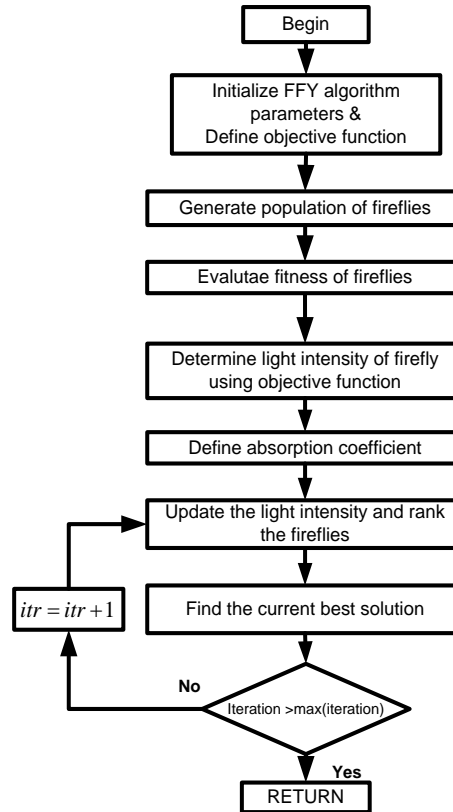 Begin
Initialize FFY algorithm
parameters &
Define objective function
Generate population of fireflies
Evalutae fitness of fireflies
Determine light intensity of firefly
using objective function
Define absorption coefficient
Update the light intensity and rank
the fireflies
itr = itr +1
Find the current best solution
No
Iteration >max(iteration)
Yes
RETURN